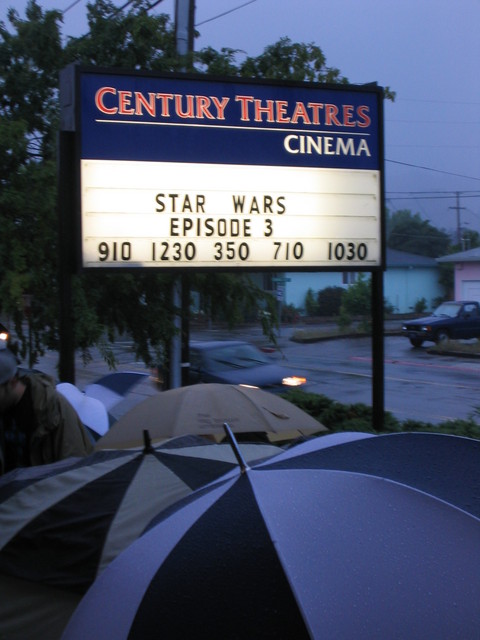 CENTURY THEATRES
CINEMA
STAR WARS
EPISODE 3
910 1230 350 710 1030